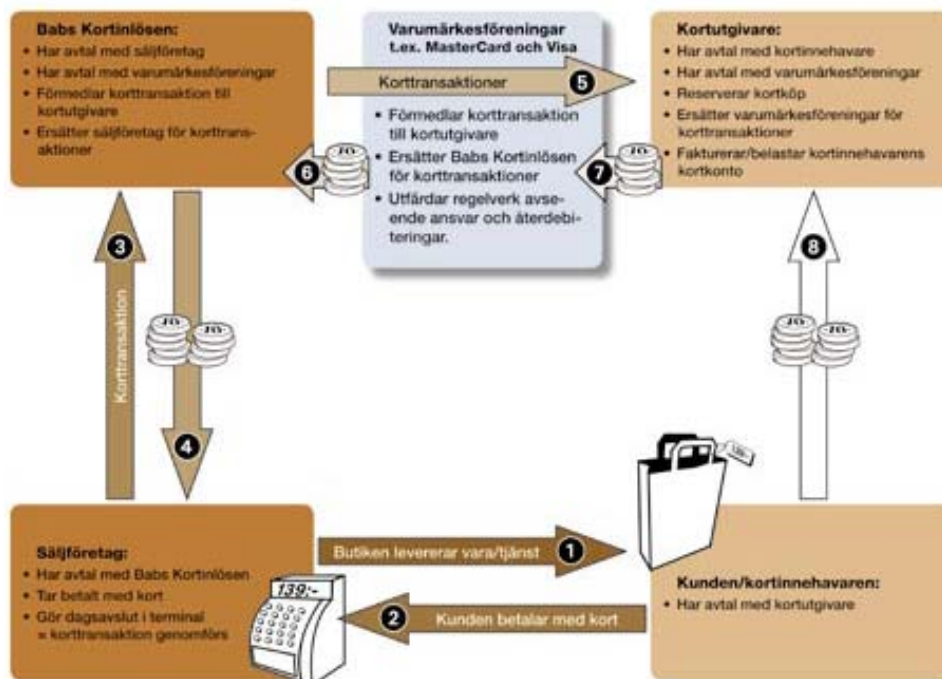 Babs Kortinlösen:
• Har avtal med säljföretag
• Har avtal med varumärkesföreningar
• Förmedlar korttransaktion till
kortutgivare
• Ersätter säljföretag för korttrans-
aktioner
Varumärkesföreningar
t.ex. MasterCard och Visa
Korttransaktioner
5
• Förmedlar korttransaktion
till kortutgivare
• Ersätter Babs Kortinlösen
för korttransaktioner
• Utfärdar regelverk avse-
ende ansvar och återdebi-
teringar.
6
7
Kortutgivare:
• Har avtal med kortinnehavare
• Har avtal med varumärkesföreningar
• Reserverar kortköp
• Ersätter varumärkesföreningar för
korttransaktioner
• Fakturerar/belastar kortinnehavarens
kortkonto
3
Korttransaktion
4
8
Säljföretag:
• Har avtal med Babs Kortinlösen
• Tar betalt med kort
• Gör dagsavslut i terminal
= korttransaktion genomförs
139:-
Butiken levererar vara/tjänst
1
2
Kunden betalar med kort
139:-
Kunden/kortinnehavaren:
• Har avtal med kortutgivare